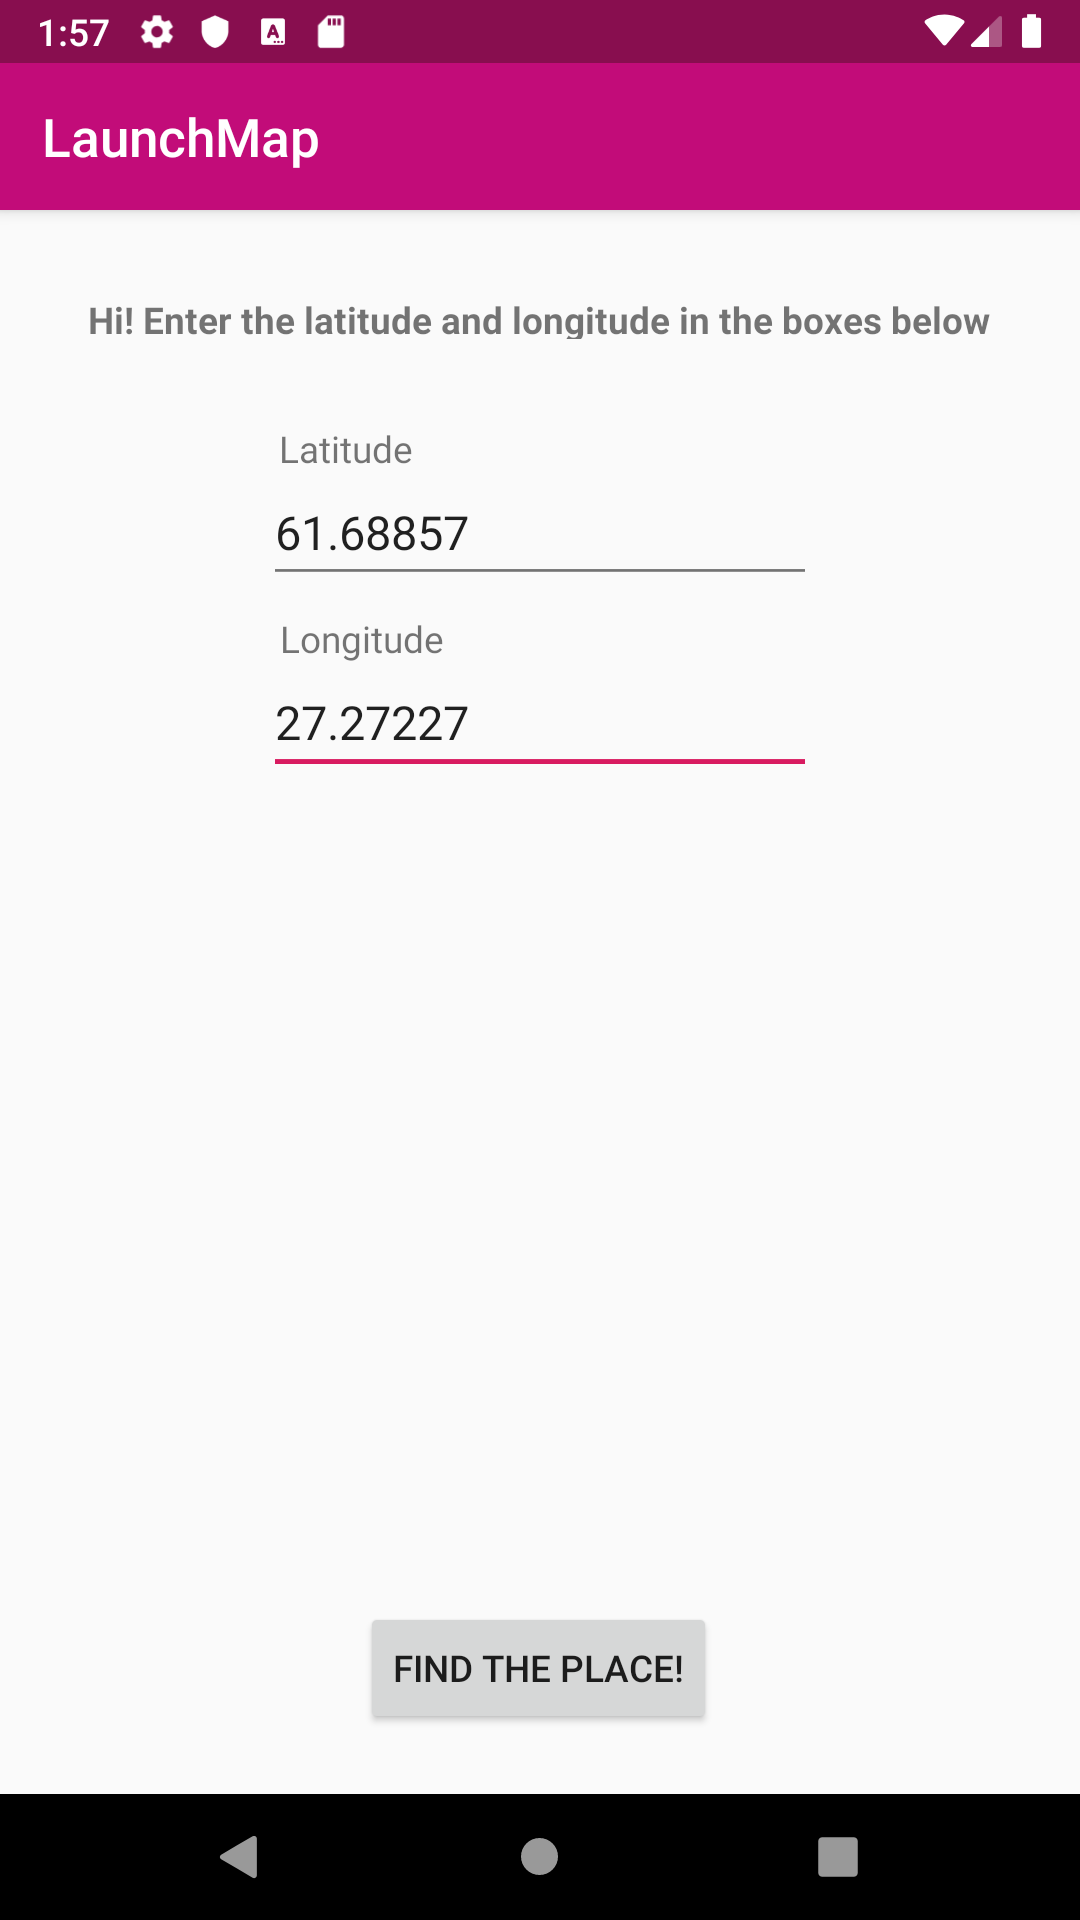 1:57
LaunchMap
Hi! Enter the latitude and longitude in the boxes below
Latitude
61.68857
Longitude
27.27227
FIND THE PLACE!